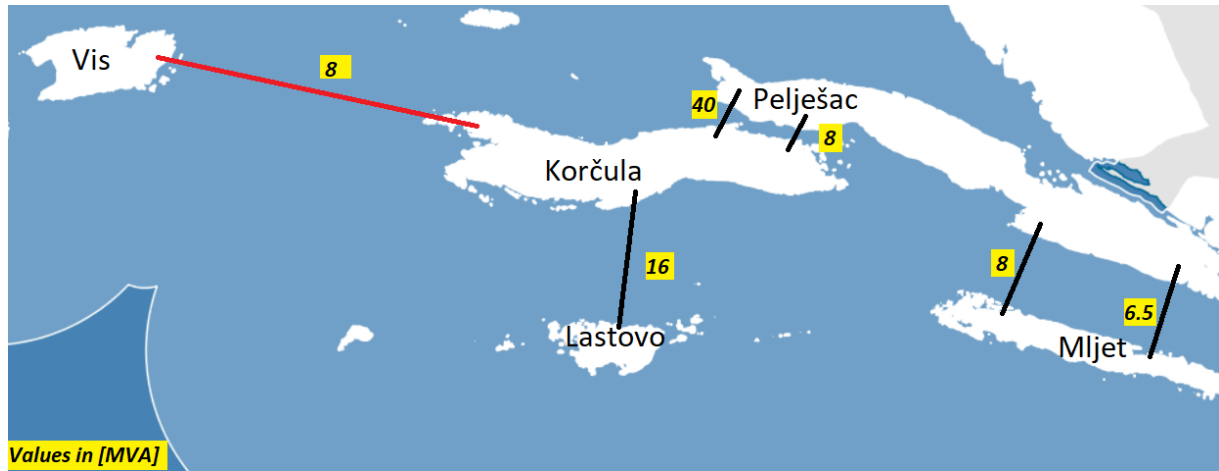 Vis
8
40
Pelješac
8
Korčula
16
8
6.5
Lastovo
Mljet
Values in [MVA]